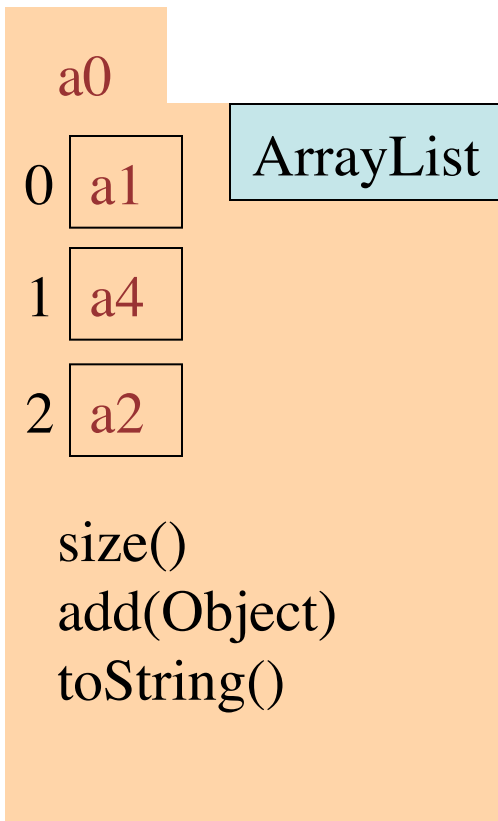 a0
ArrayList
0 a1
1 a4
2 a2
size()
add(Object)
toString()